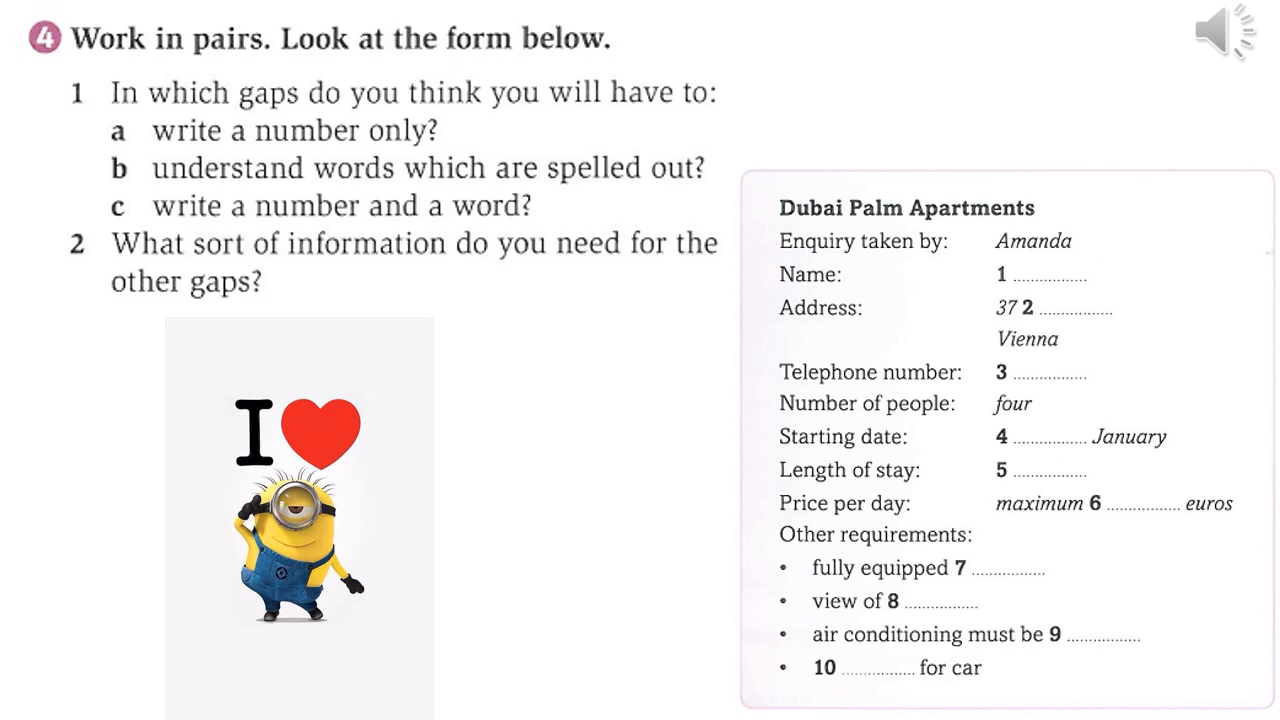 4 Work in pairs. Look at the form below.
1 In which gaps do you think you will have to:
a write a number only?
b understand words which are spelled out?
c write a number and a word?
2 What sort of information do you need for the
other gaps?
I
Dubai Palm Apartments
Enquiry taken by: Amanda
Name: 1 ................
Address: 37 2 ................
Vienna
Telephone number: 3 ................
Number of people: four
Starting date: 4 ................ January
Length of stay: 5 ................
Price per day: maximum 6 ................ euros
Other requirements:
• fully equipped 7 ................
• view of 8 ................
• air conditioning must be 9 ................
• 10 ................ for car